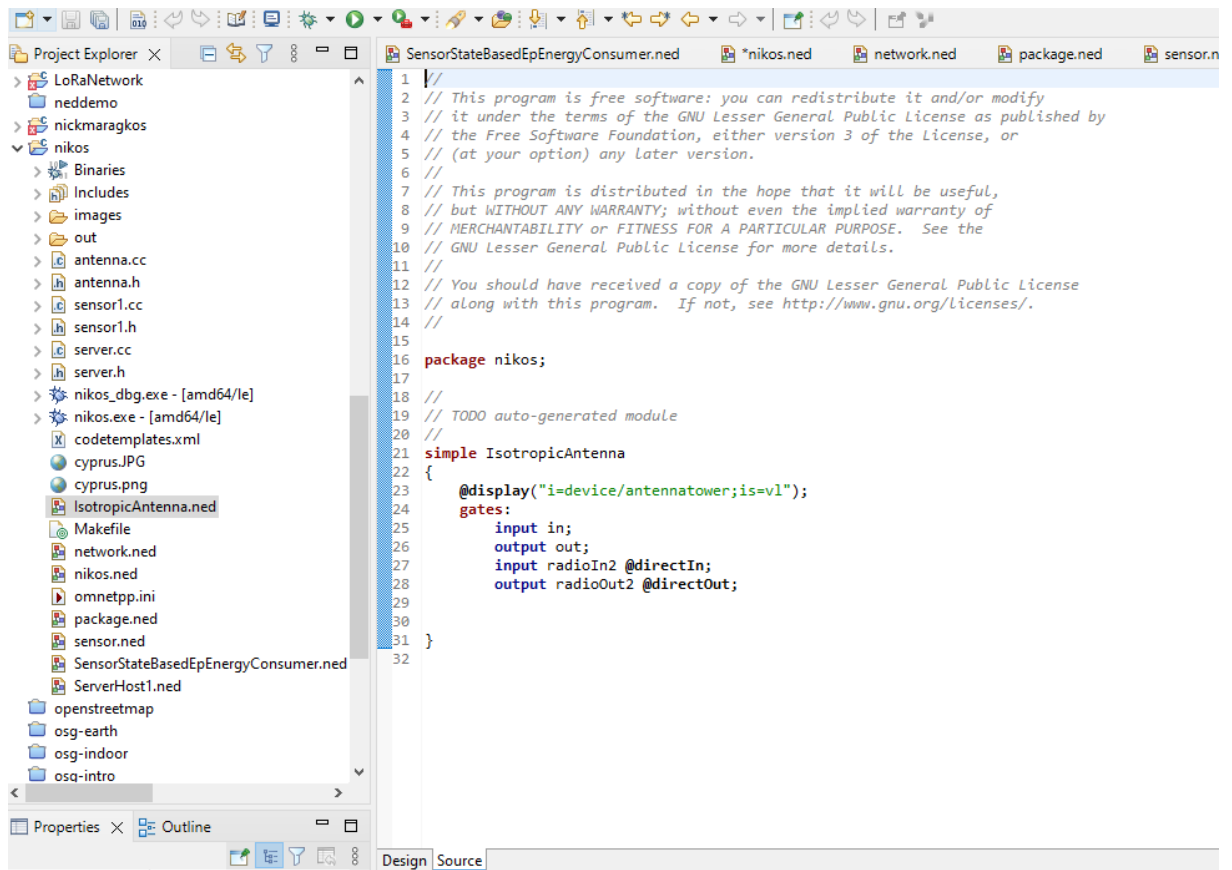 Project Explorer
LoRaNetwork
neddemo
nickmaragkos
nikos
Binaries
Includes
images
out
antenna.cc
antenna.h
sensor1.cc
sensor1.h
server.cc
server.h
nikos_dbg.exe - [amd64/le]
nikos.exe - [amd64/le]
codetemplates.xml
cyprus.JPG
cyprus.png
IsotropicAntenna.ned
Makefile
network.ned
nikos.ned
omnetpp.ini
package.ned
sensor.ned
SensorStateBasedEpEnergyConsumer.ned
ServerHost1.ned
openstreetmap
osg-earth
osg-indoor
osg-intro
Properties
Outline
SensorStateBasedEpEnergyConsumer.ned
*nikos.ned
network.ned
package.ned
sensor.n
1 //
2 // This program is free software: you can redistribute it and/or modify
3 // it under the terms of the GNU Lesser General Public License as published by
4 // the Free Software Foundation, either version 3 of the License, or
5 // (at your option) any later version.
6 //
7 // This program is distributed in the hope that it will be useful,
8 // but WITHOUT ANY WARRANTY; without even the implied warranty of
9 // MERCHANTABILITY or FITNESS FOR A PARTICULAR PURPOSE.  See the
10 // GNU Lesser General Public License for more details.
11 //
12 // You should have received a copy of the GNU Lesser General Public License
13 // along with this program.  If not, see http://www.gnu.org/licenses/.
14 //
15
16 package nikos;
17
18 //
19 // TODO auto-generated module
20 //
21 simple IsotropicAntenna
22 {
23     @display("i=device/antennatower;is=vl");
24     gates:
25         input in;
26         output out;
27         input radioIn2 @directIn;
28         output radioOut2 @directOut;
29
30
31 }
32
Design
Source